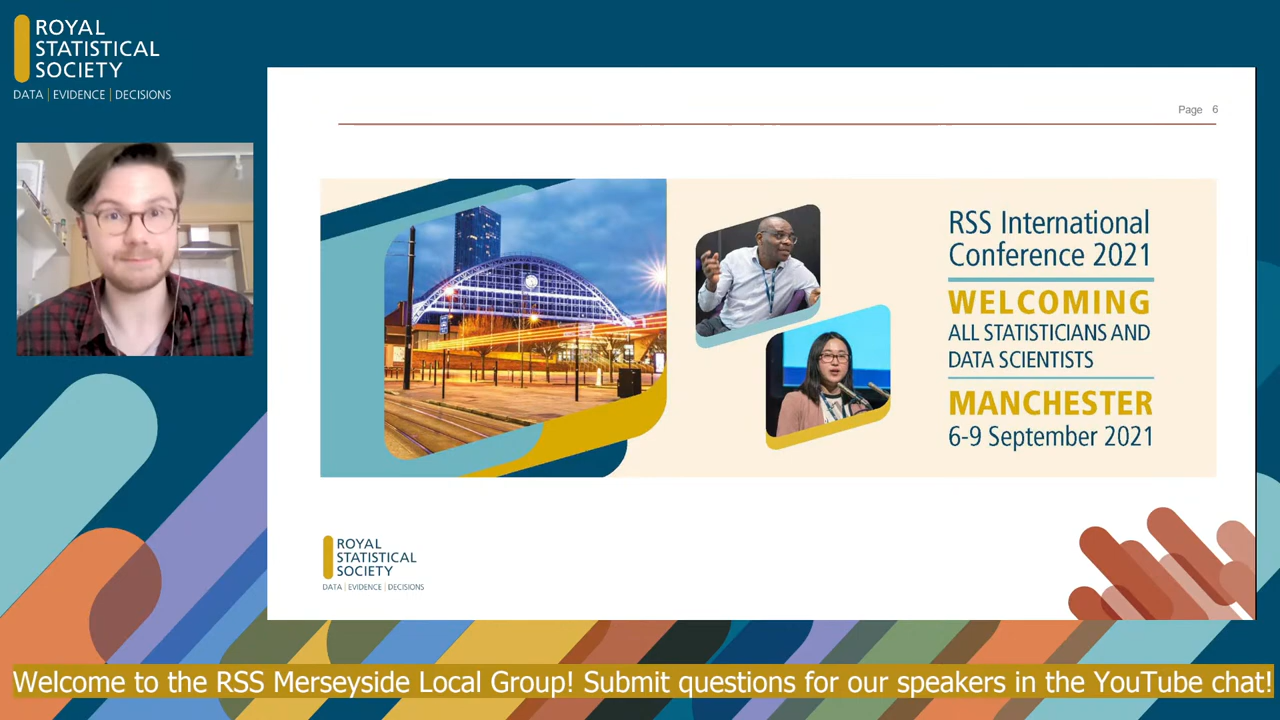 ROYAL
STATISTICAL
SOCIETY
DATA | EVIDENCE | DECISIONS
Page 6
RSS International
Conference 2021
WELCOMING
ALL STATISTICIANS AND
DATA SCIENTISTS
MANCHESTER
6-9 September 2021
ROYAL
STATISTICAL
SOCIETY
DATA | EVIDENCE | DECISIONS
Welcome to the RSS Merseyside Local Group! Submit questions for our speakers in the YouTube chat!